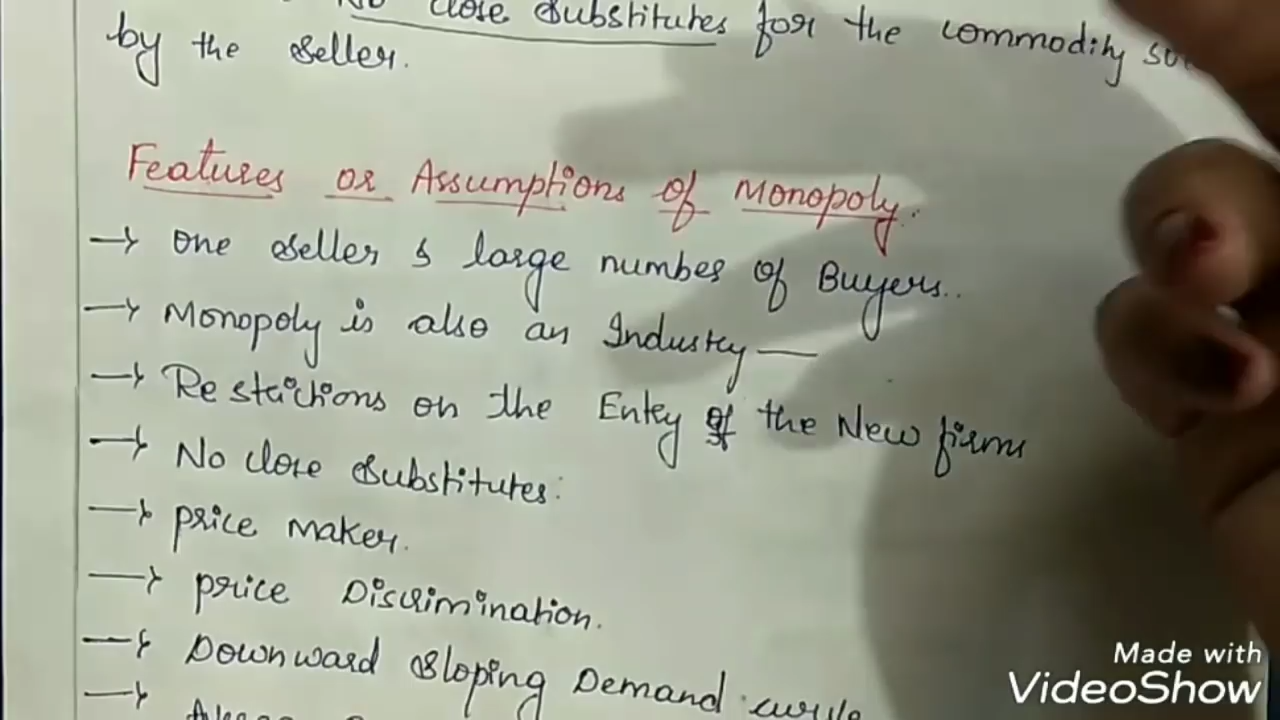 No close substitutes for the commodity
by the seller.
Features or Assumptions of Monopoly.
→ One seller & large number of Buyers..
→ Monopoly is also an Industry —
→ Restrictions on the Entry of the New firms
→ No close substitutes:
→ price maker.
→ price Discrimination.
→ Downward sloping Demand curve
→
Made with
VideoShow